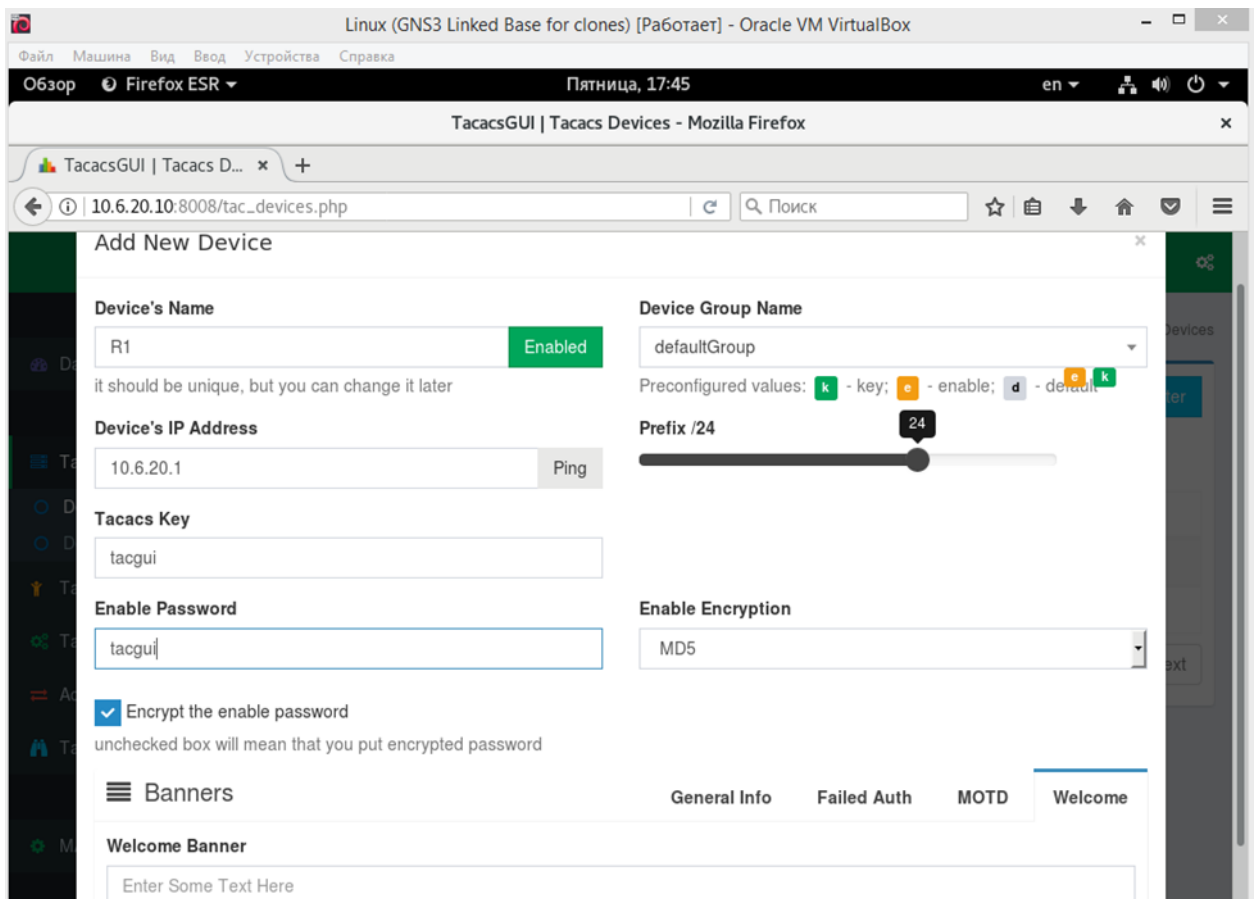 Linux (GNS3 Linked Base for clones) [Работает] - Oracle VM VirtualBox
Файл Машина Вид Ввод Устройства Справка
Обзор Firefox ESR Пятница, 17:45 en
TacacsGUI | Tacacs Devices - Mozilla Firefox
TacacsGUI | Tacacs D...
10.6.20.10:8008/tac_devices.php Поиск
Add New Device
Device's Name Device Group Name
R1 Enabled defaultGroup
it should be unique, but you can change it later Preconfigured values: k - key; e - enable; d - default e k
Device's IP Address Prefix /24 24
10.6.20.1 Ping
Tacacs Key
tacgui
Enable Password Enable Encryption
tacgui MD5
Encrypt the enable password
unchecked box will mean that you put encrypted password
Banners General Info Failed Auth MOTD Welcome
Welcome Banner
Enter Some Text Here